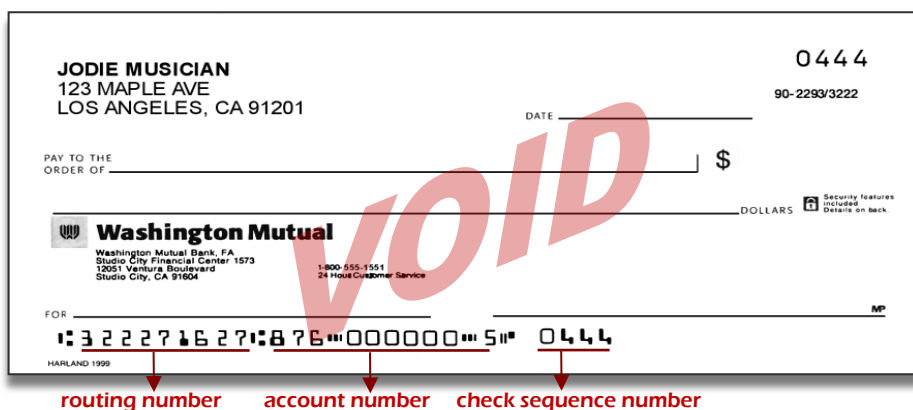 0444
JODIE MUSICIAN
123 MAPLE AVE
LOS ANGELES, CA 91201
90-2293/3222
DATE
PAY TO THE
ORDER OF
$
DOLLARS
Security features
included
Details on back.
VOID
Washington Mutual
Washington Mutual Bank, FA
Studio City Financial Center 1573
12051 Ventura Boulevard
Studio City, CA 91604
1-800-555-1551
24 Hour Customer Service
FOR
MP
⑆322271627⑆876⑉000000⑉5⑈ 0444
HARLAND 1999
routing number account number check sequence number